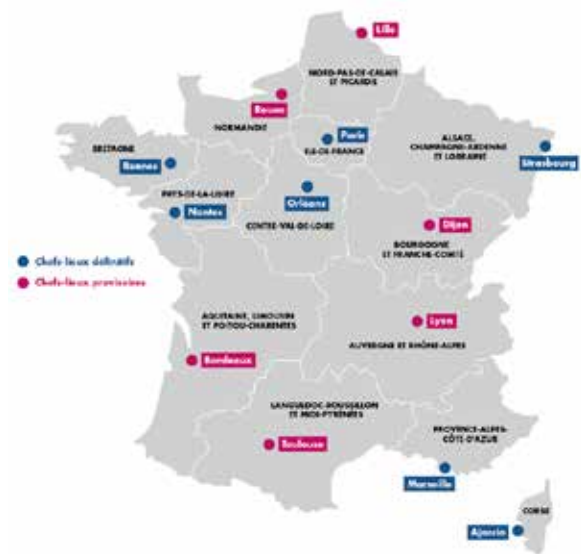 Lille
NORD-PAS-DE-CALAIS
ET PICARDIE
Rouen
NORMANDIE
Paris
ILE-DE-FRANCE
ALSACE,
CHAMPAGNE-ARDENNE
ET LORRAINE
Strasbourg
BRETAGNE
Rennes
PAYS-DE-LA-LOIRE
Nantes
Orléans
CENTRE-VAL-DE-LOIRE
Dijon
BOURGOGNE
ET FRANCHE-COMTÉ
Chefs-lieux définitifs
Chefs-lieux provisoires
AQUITAINE, LIMOUSIN
ET POITOU-CHARENTES
Lyon
AUVERGNE ET RHÔNE-ALPES
Bordeaux
LANGUEDOC-ROUSSILLON
ET MIDI-PYRÉNÉES
Toulouse
PROVENCE-ALPES-
CÔTE D'AZUR
Marseille
CORSE
Ajaccio